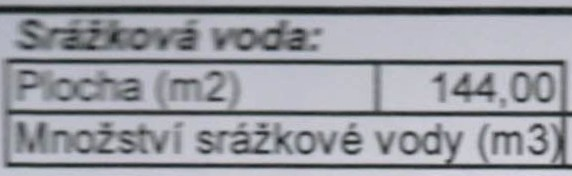 Srážková voda:
Plocha (m2) 144,00
Množství srážkové vody (m3)